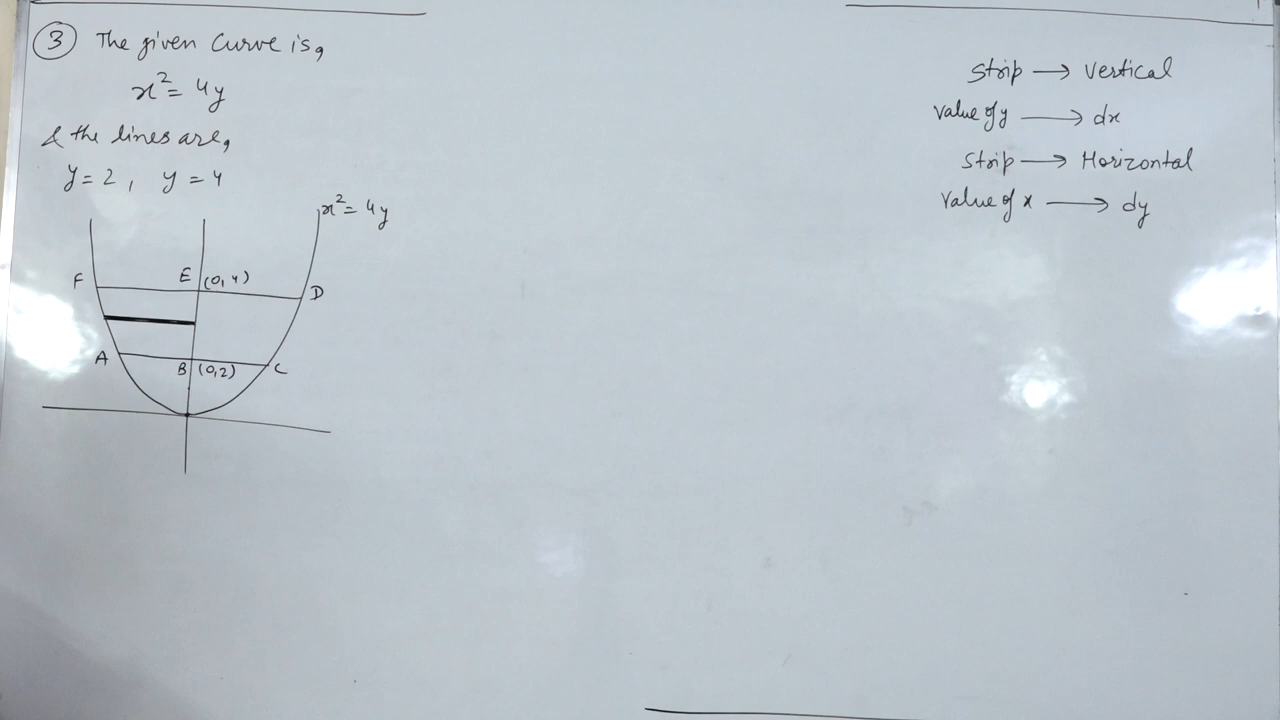 ③ The given Curve is,
x² = 4y
& the lines are,
y = 2, y = 4
x² = 4y
F E (0, 4) D
A B (0,2) C
Strip → Vertical
Value of y → dx
Strip → Horizontal
Value of x → dy